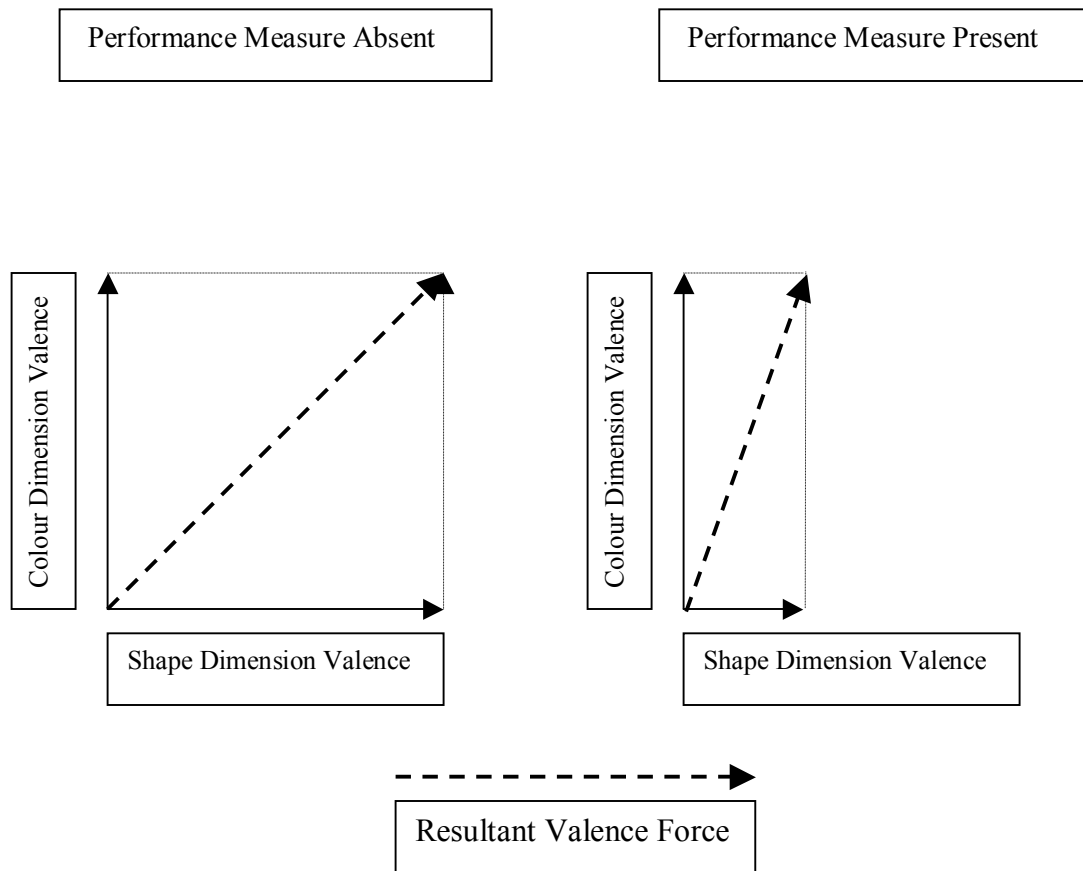 Performance Measure Absent
Performance Measure Present
Colour Dimension Valence
Colour Dimension Valence
Shape Dimension Valence
Shape Dimension Valence
Resultant Valence Force